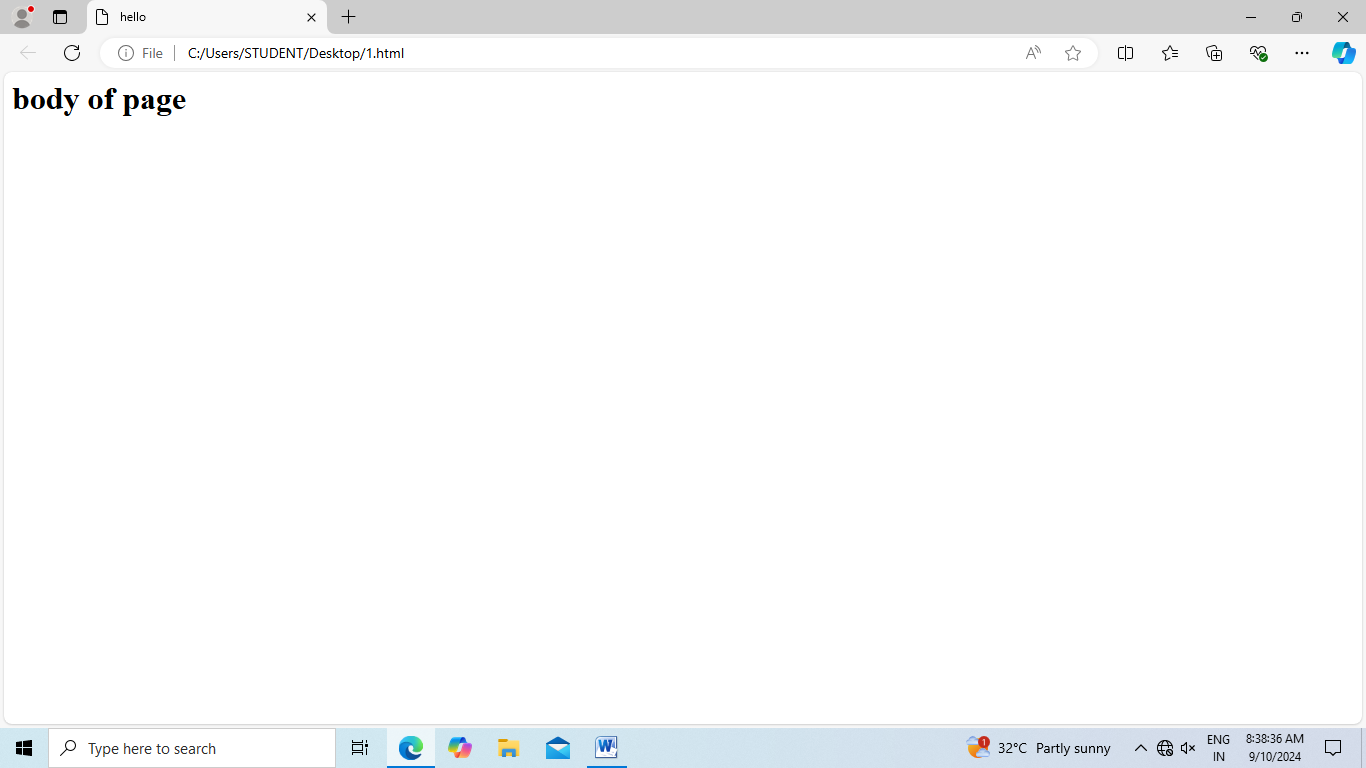 hello
File
C:/Users/STUDENT/Desktop/1.html
body of page
Type here to search
W
1
32°C Partly sunny
ENG
IN
8:38:36 AM
9/10/2024